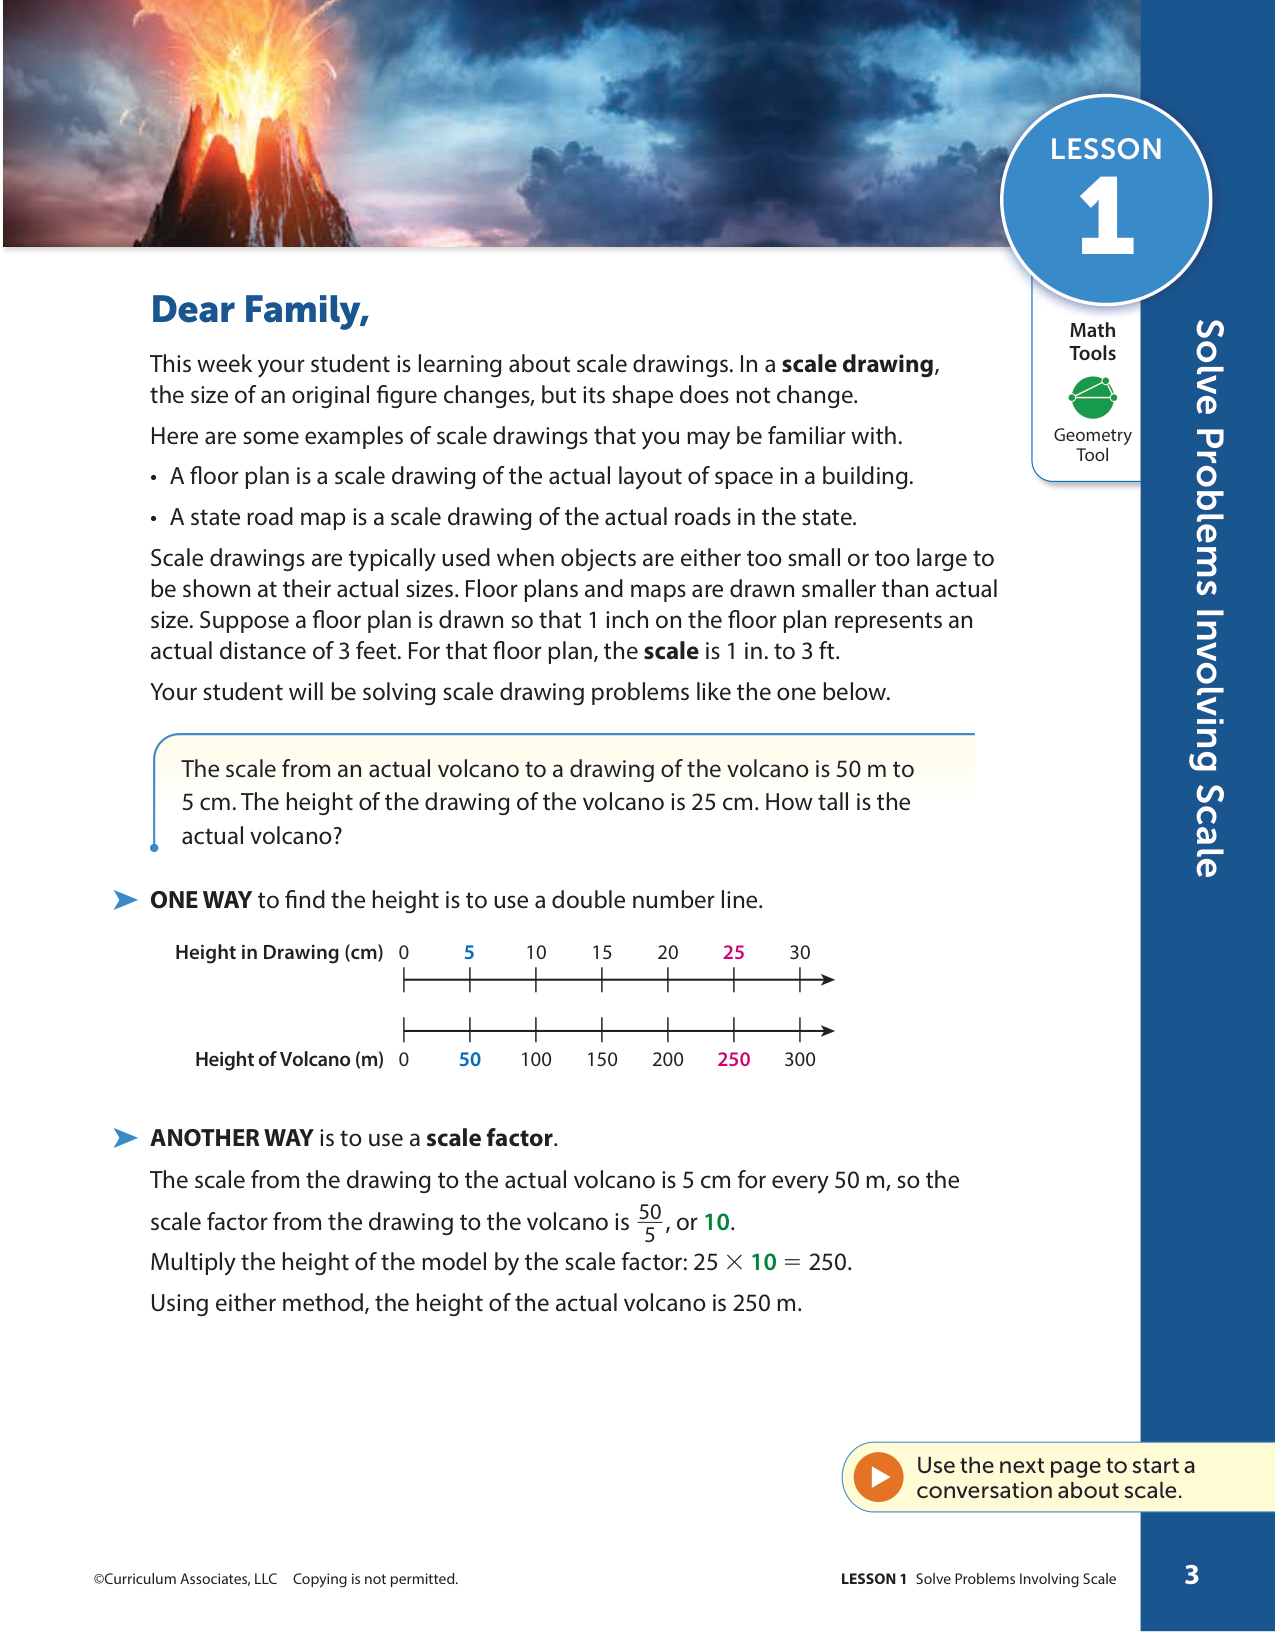 LESSON
1
Math
Tools
Geometry
Tool
Solve Problems Involving Scale
Dear Family,
This week your student is learning about scale drawings. In a scale drawing,
the size of an original figure changes, but its shape does not change.
Here are some examples of scale drawings that you may be familiar with.
• A floor plan is a scale drawing of the actual layout of space in a building.
• A state road map is a scale drawing of the actual roads in the state.
Scale drawings are typically used when objects are either too small or too large to
be shown at their actual sizes. Floor plans and maps are drawn smaller than actual
size. Suppose a floor plan is drawn so that 1 inch on the floor plan represents an
actual distance of 3 feet. For that floor plan, the scale is 1 in. to 3 ft.
Your student will be solving scale drawing problems like the one below.
The scale from an actual volcano to a drawing of the volcano is 50 m to
5 cm. The height of the drawing of the volcano is 25 cm. How tall is the
actual volcano?
ONE WAY to find the height is to use a double number line.
Height in Drawing (cm) 0 5 10 15 20 25 30
Height of Volcano (m) 0 50 100 150 200 250 300
ANOTHER WAY is to use a scale factor.
The scale from the drawing to the actual volcano is 5 cm for every 50 m, so the
scale factor from the drawing to the volcano is 50/5, or 10.
Multiply the height of the model by the scale factor: 25 × 10 = 250.
Using either method, the height of the actual volcano is 250 m.
Use the next page to start a
conversation about scale.
©Curriculum Associates, LLC Copying is not permitted.
LESSON 1 Solve Problems Involving Scale
3